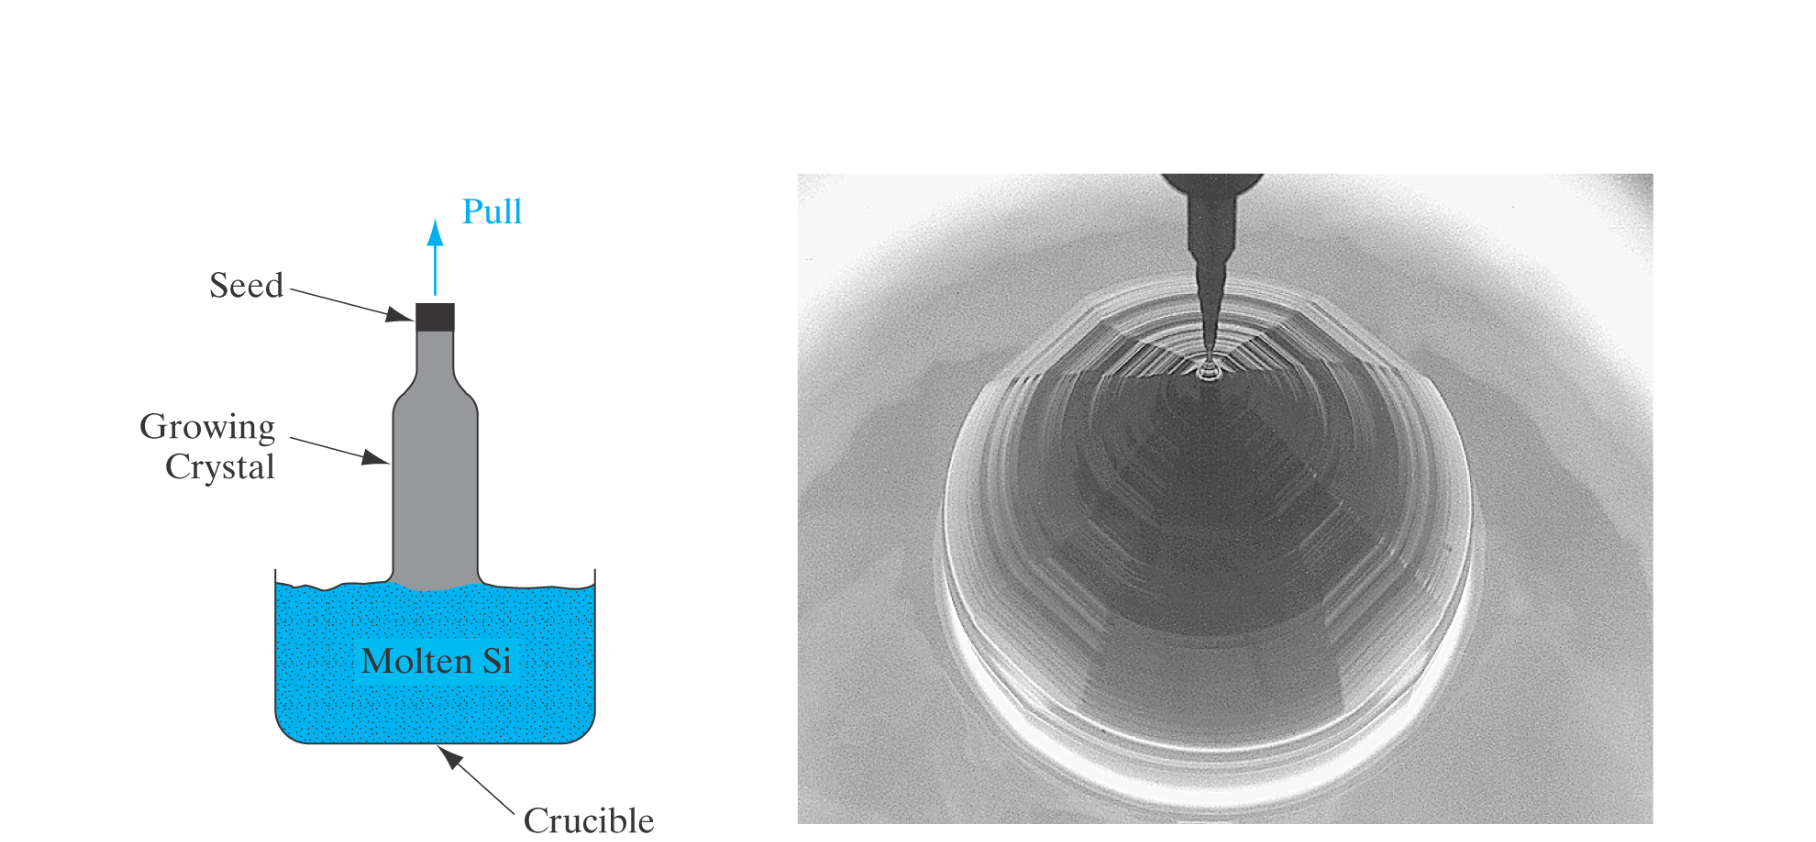 Pull
Seed
Growing
Crystal
Molten Si
Crucible